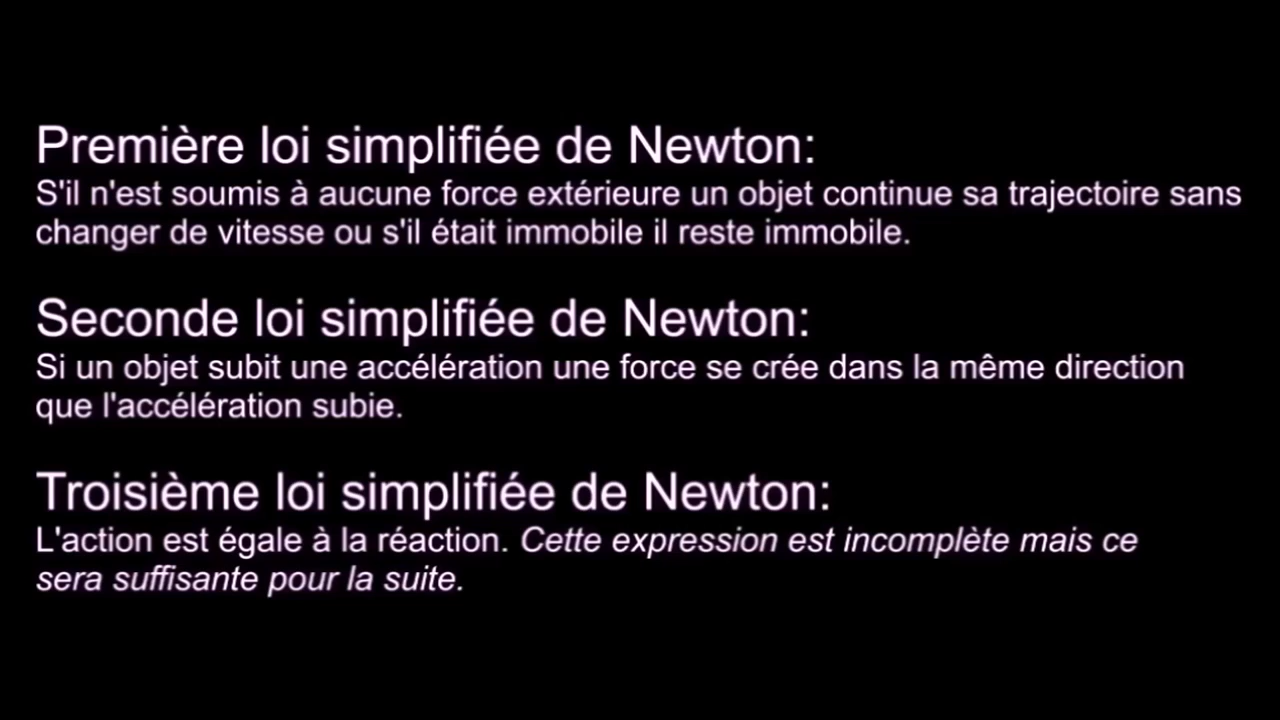 Première loi simplifiée de Newton:
S'il n'est soumis à aucune force extérieure un objet continue sa trajectoire sans
changer de vitesse ou s'il était immobile il reste immobile.
Seconde loi simplifiée de Newton:
Si un objet subit une accélération une force se crée dans la même direction
que l'accélération subie.
Troisième loi simplifiée de Newton:
L'action est égale à la réaction. Cette expression est incomplète mais ce
sera suffisante pour la suite.